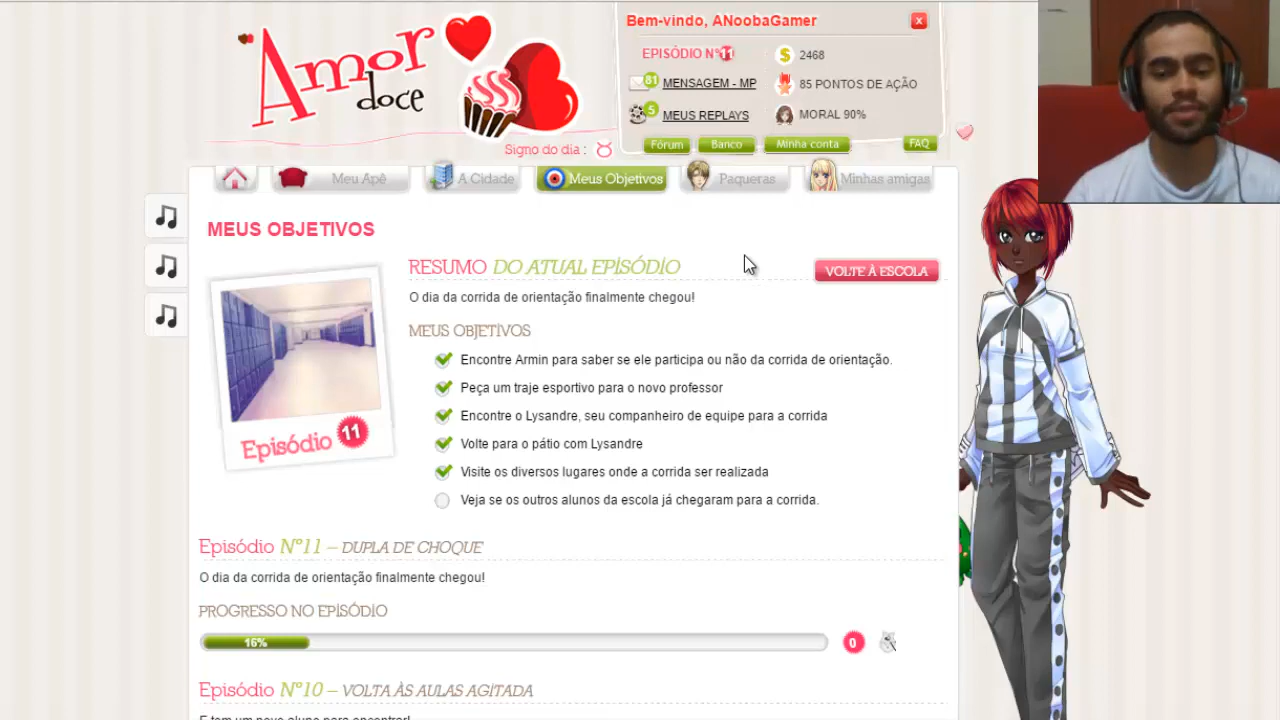 Amor
doce
Bem-vindo, ANoobaGamer
x
EPISÓDIO Nº11
2468
81
MENSAGEM - MP
85 PONTOS DE AÇÃO
5
MEUS REPLAYS
MORAL 90%
Signo do dia :
Fórum
Banco
Minha conta
FAQ
Meu Apê
A Cidade
Meus Objetivos
Paqueras
Minhas amigas
MEUS OBJETIVOS
RESUMO DO ATUAL EPISÓDIO
VOLTE À ESCOLA
O dia da corrida de orientação finalmente chegou!
MEUS OBJETIVOS
Encontre Armin para saber se ele participa ou não da corrida de orientação.
Peça um traje esportivo para o novo professor
Encontre o Lysandre, seu companheiro de equipe para a corrida
Volte para o pátio com Lysandre
Visite os diversos lugares onde a corrida ser realizada
Veja se os outros alunos da escola já chegaram para a corrida.
Episódio 11
Episódio Nº11 – DUPLA DE CHOQUE
O dia da corrida de orientação finalmente chegou!
PROGRESSO NO EPISÓDIO
16%
0
Episódio Nº10 – VOLTA ÀS AULAS AGITADA
E tem um novo aluno para encontrar!